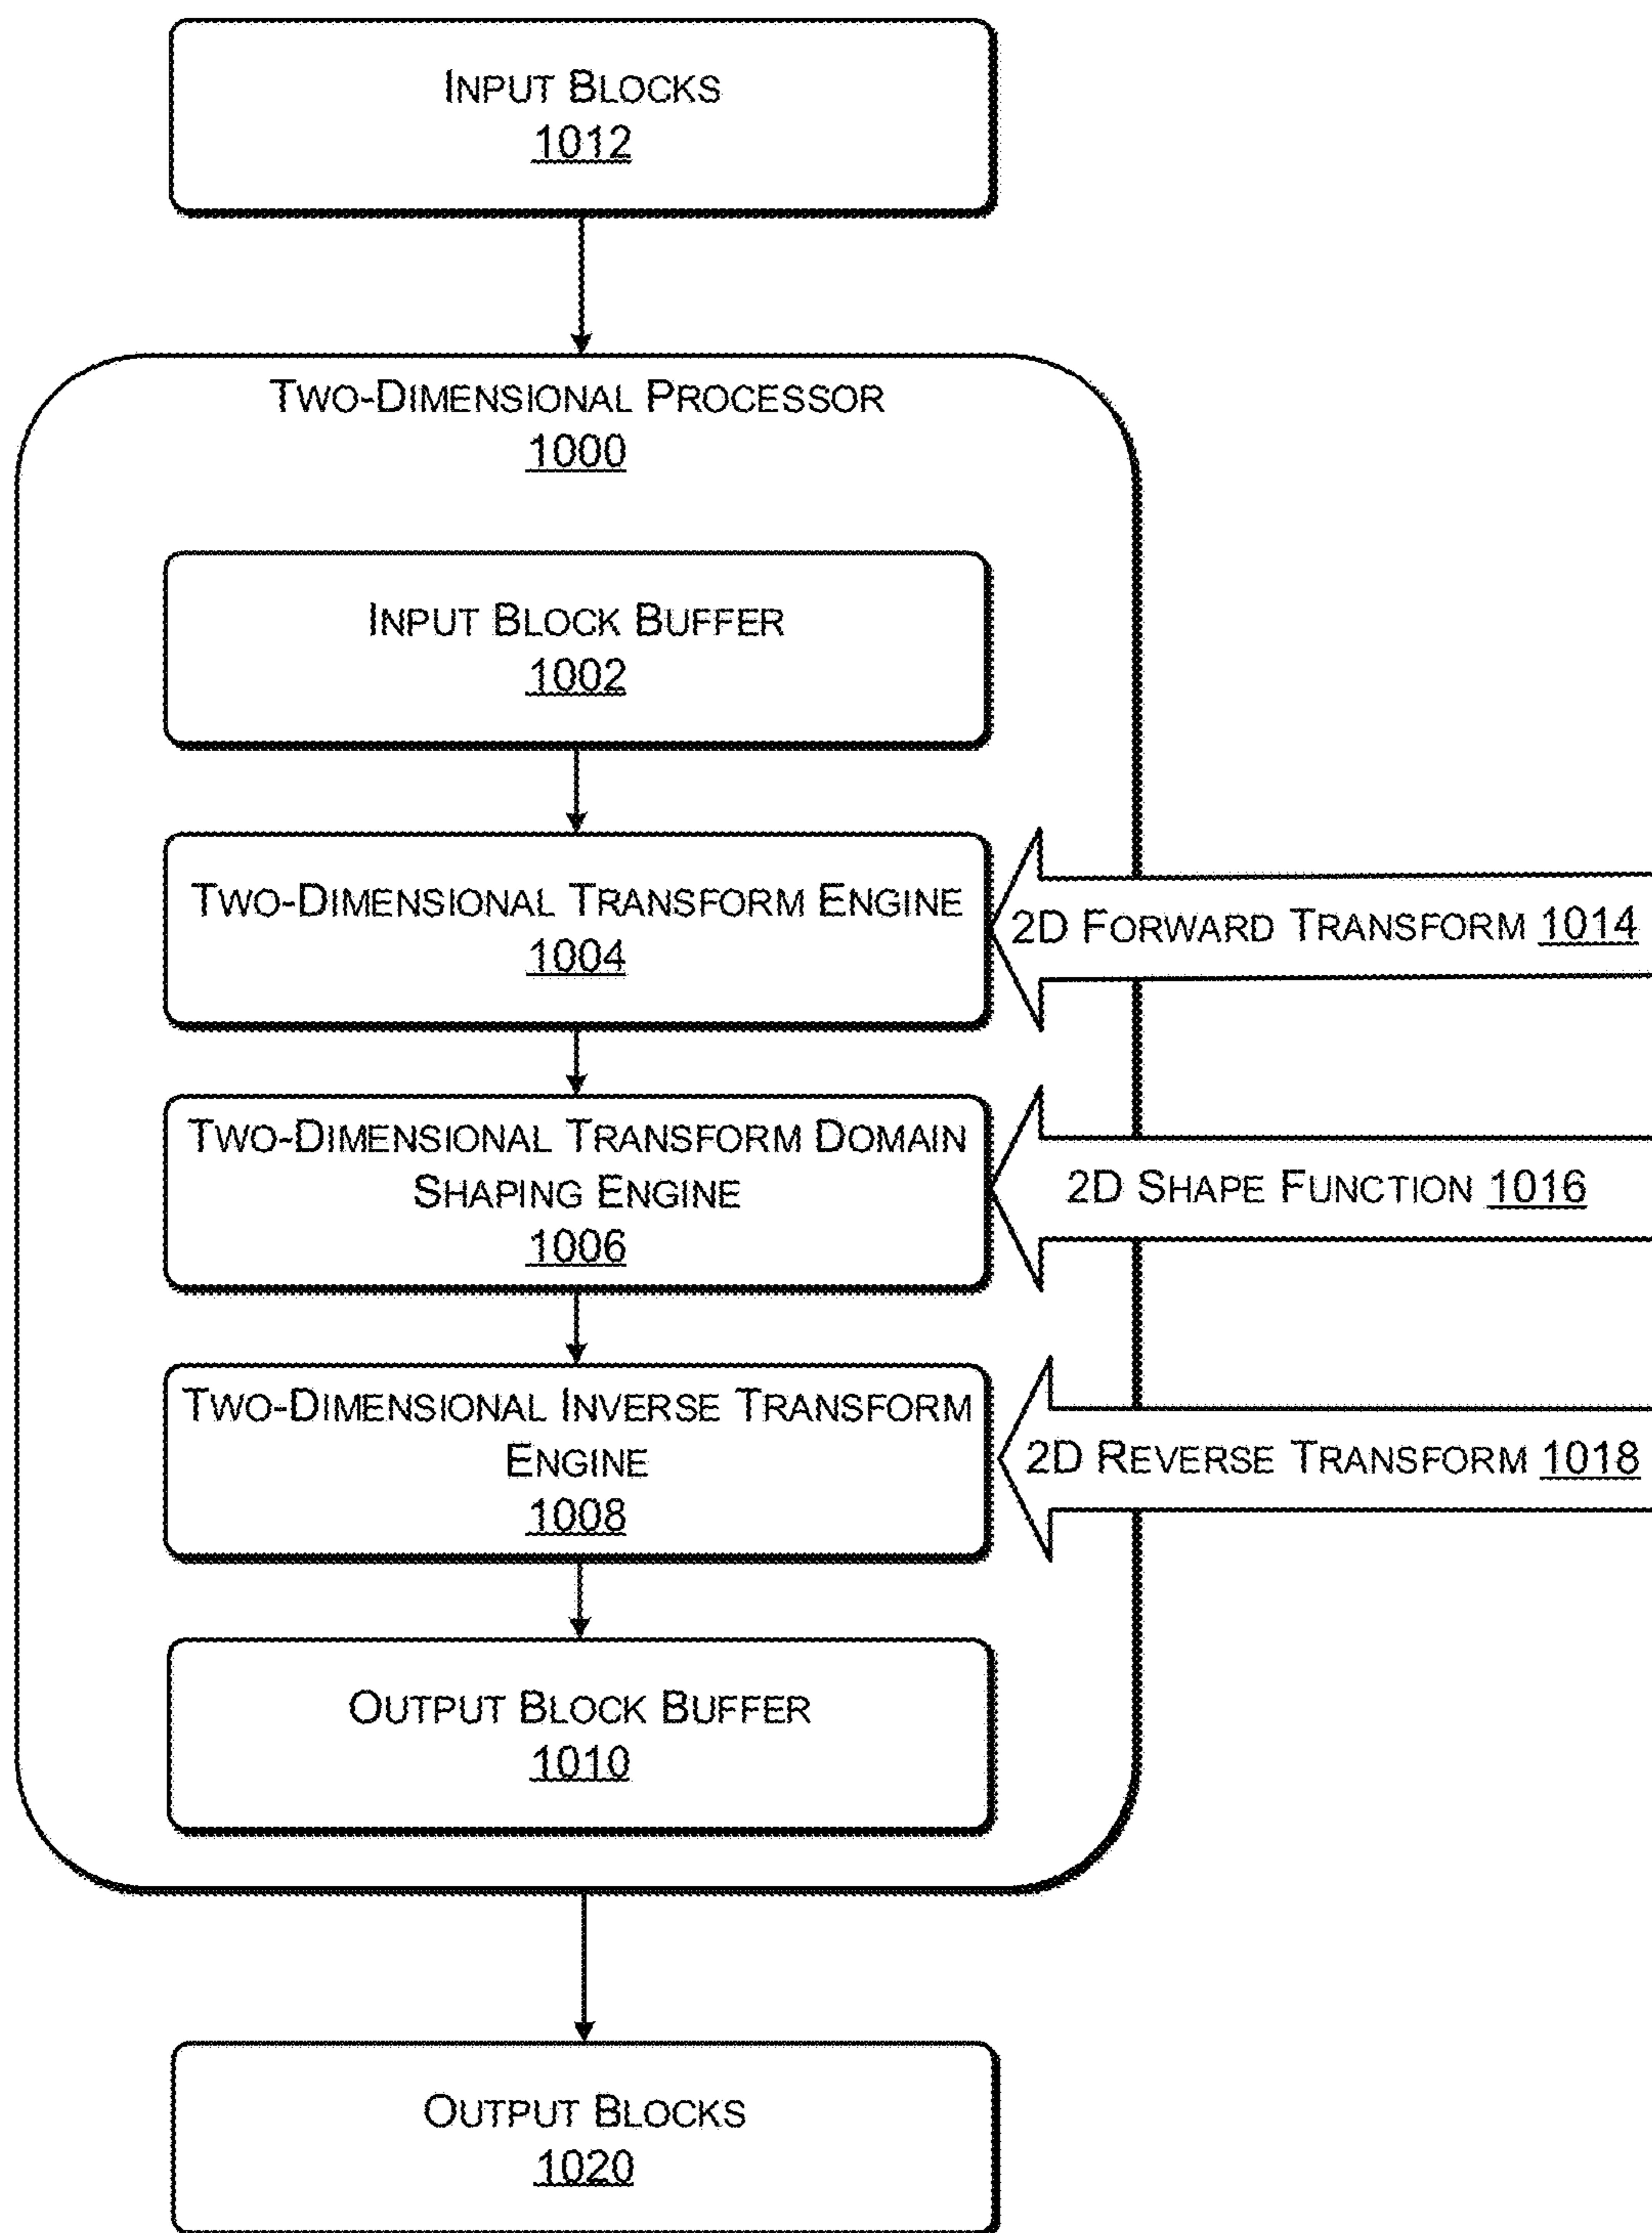 INPUT BLOCKS
1012
TWO-DIMENSIONAL PROCESSOR
1000
INPUT BLOCK BUFFER
1002
TWO-DIMENSIONAL TRANSFORM ENGINE
1004
2D FORWARD TRANSFORM 1014
TWO-DIMENSIONAL TRANSFORM DOMAIN
SHAPING ENGINE
1006
2D SHAPE FUNCTION 1016
TWO-DIMENSIONAL INVERSE TRANSFORM
ENGINE
1008
2D REVERSE TRANSFORM 1018
OUTPUT BLOCK BUFFER
1010
OUTPUT BLOCKS
1020